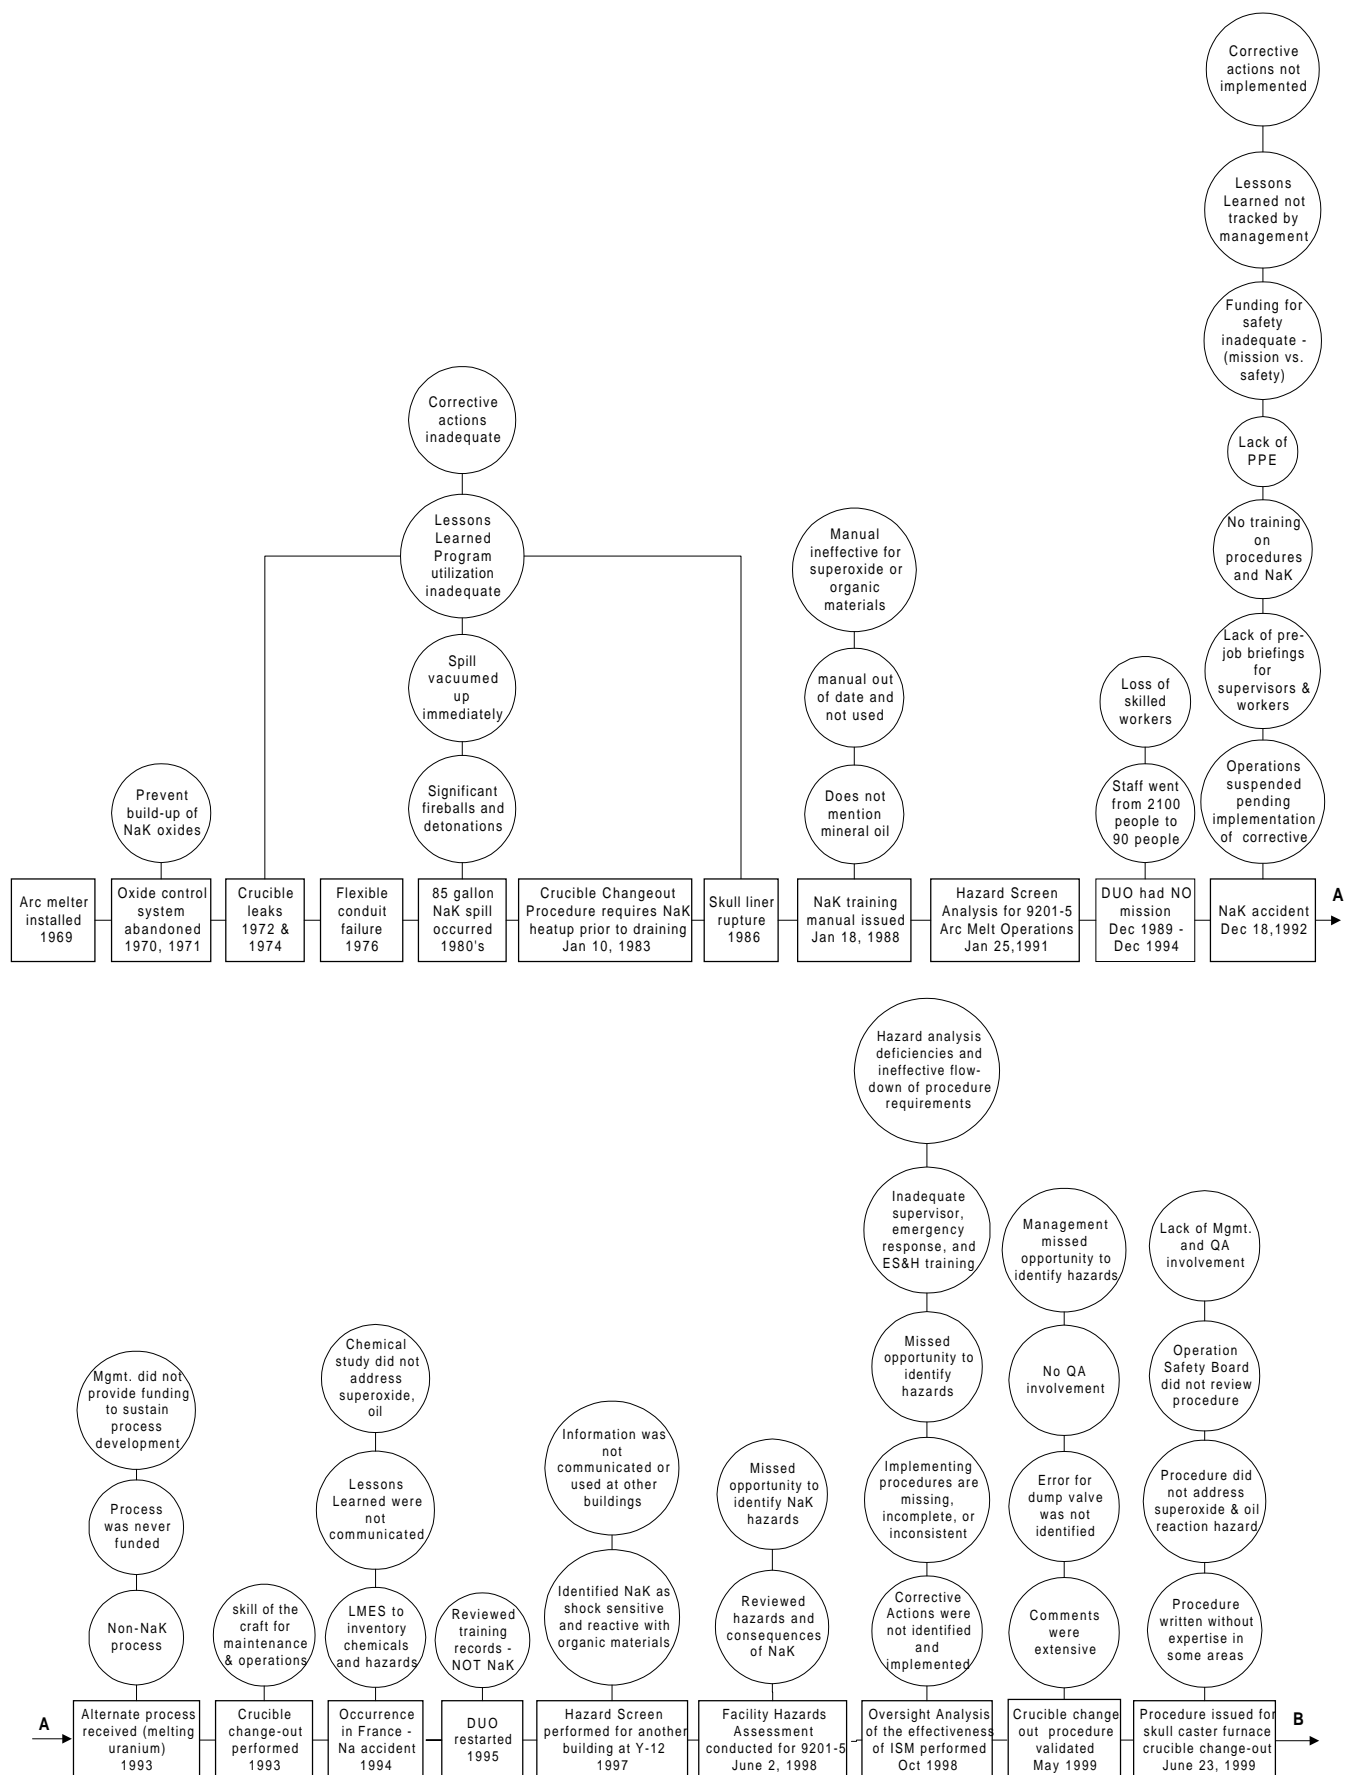 Corrective
actions not
implemented
Lessons
Learned not
tracked by
management
Funding for
safety
inadequate -
(mission vs.
safety)
Corrective
actions
inadequate
Lack of
PPE
Lessons
Learned
Program
utilization
inadequate
Manual
ineffective for
superoxide or
organic
materials
No training
on
procedures
and NaK
Spill
vacuumed
up
immediately
manual out
of date and
not used
Loss of
skilled
workers
Lack of pre-
job briefings
for
supervisors &
workers
Prevent
build-up of
NaK oxides
Significant
fireballs and
detonations
Does not
mention
mineral oil
Staff went
from 2100
people to
90 people
Operations
suspended
pending
implementation
of corrective
Arc melter
installed
1969
Oxide control
system
abandoned
1970, 1971
Crucible
leaks
1972 &
1974
Flexible
conduit
failure
1976
85 gallon
NaK spill
occurred
1980's
Crucible Changeout
Procedure requires NaK
heatup prior to draining
Jan 10, 1983
Skull liner
rupture
1986
NaK training
manual issued
Jan 18, 1988
Hazard Screen
Analysis for 9201-5
Arc Melt Operations
Jan 25,1991
DUO had NO
mission
Dec 1989 -
Dec 1994
NaK accident
Dec 18,1992
A
Hazard analysis
deficiencies and
ineffective flow-
down of procedure
requirements
Inadequate
supervisor,
emergency
response, and
ES&H training
Management
missed
opportunity to
identify hazards
Lack of Mgmt.
and QA
involvement
Mgmt. did not
provide funding
to sustain
process
development
Chemical
study did not
address
superoxide,
oil
Missed
opportunity to
identify
hazards
No QA
involvement
Operation
Safety Board
did not review
procedure
Process
was never
funded
Lessons
Learned were
not
communicated
Information was
not
communicated or
used at other
buildings
Missed
opportunity to
identify NaK
hazards
Implementing
procedures are
missing,
incomplete, or
inconsistent
Error for
dump valve
was not
identified
Procedure did
not address
superoxide & oil
reaction hazard
Non-NaK
process
skill of the
craft for
maintenance
& operations
LMES to
inventory
chemicals
and hazards
Reviewed
training
records -
NOT NaK
Identified NaK as
shock sensitive
and reactive with
organic materials
Reviewed
hazards and
consequences
of NaK
Corrective
Actions were
not identified
and
implemented
Comments
were
extensive
Procedure
written without
expertise in
some areas
A
Alternate process
received (melting
uranium)
1993
Crucible
change-out
performed
1993
Occurrence
in France -
Na accident
1994
DUO
restarted
1995
Hazard Screen
performed for another
building at Y-12
1997
Facility Hazards
Assessment
conducted for 9201-5
June 2, 1998
Oversight Analysis
of the effectiveness
of ISM performed
Oct 1998
Crucible change
out procedure
validated
May 1999
Procedure issued for
skull caster furnace
crucible change-out
June 23, 1999
B